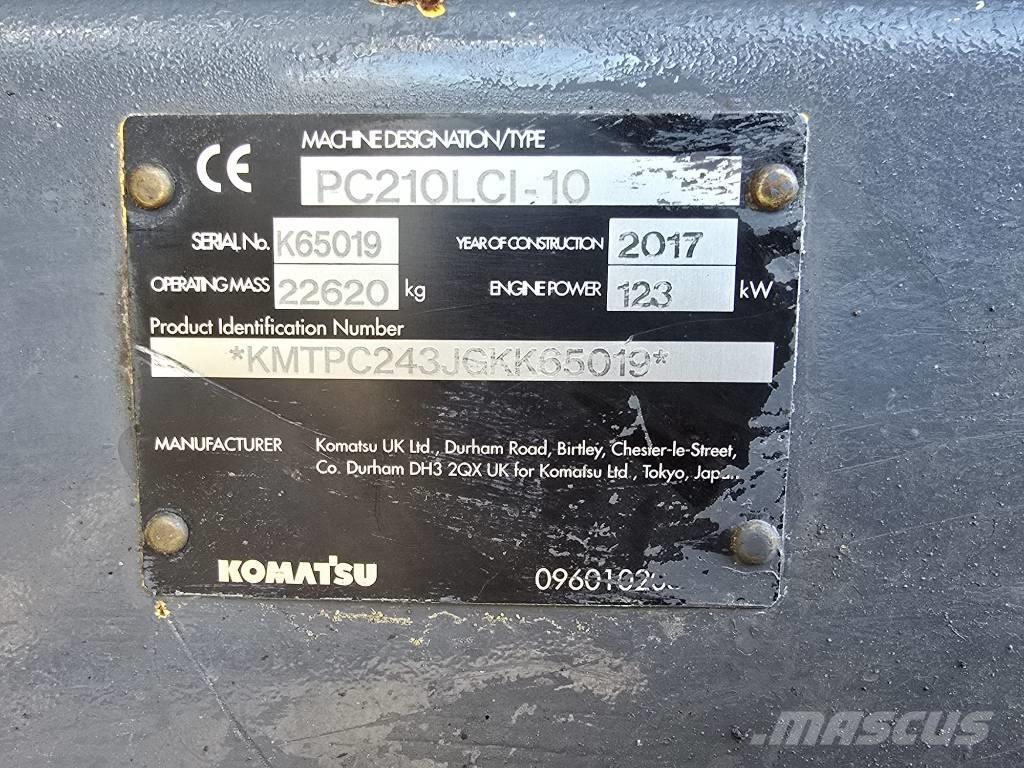 CE
MACHINE DESIGNATION/TYPE
PC210LCI-10
SERIAL No. K65019 YEAR OF CONSTRUCTION 2017
OPERATING MASS 22620 kg ENGINE POWER 123 kW
Product Identification Number
*KMTPC243JGKK65019*
MANUFACTURER Komatsu UK Ltd., Durham Road, Birtley, Chester-le-Street,
Co. Durham DH3 2QX UK for Komatsu Ltd., Tokyo, Japan
KOMATSU
MASCUS